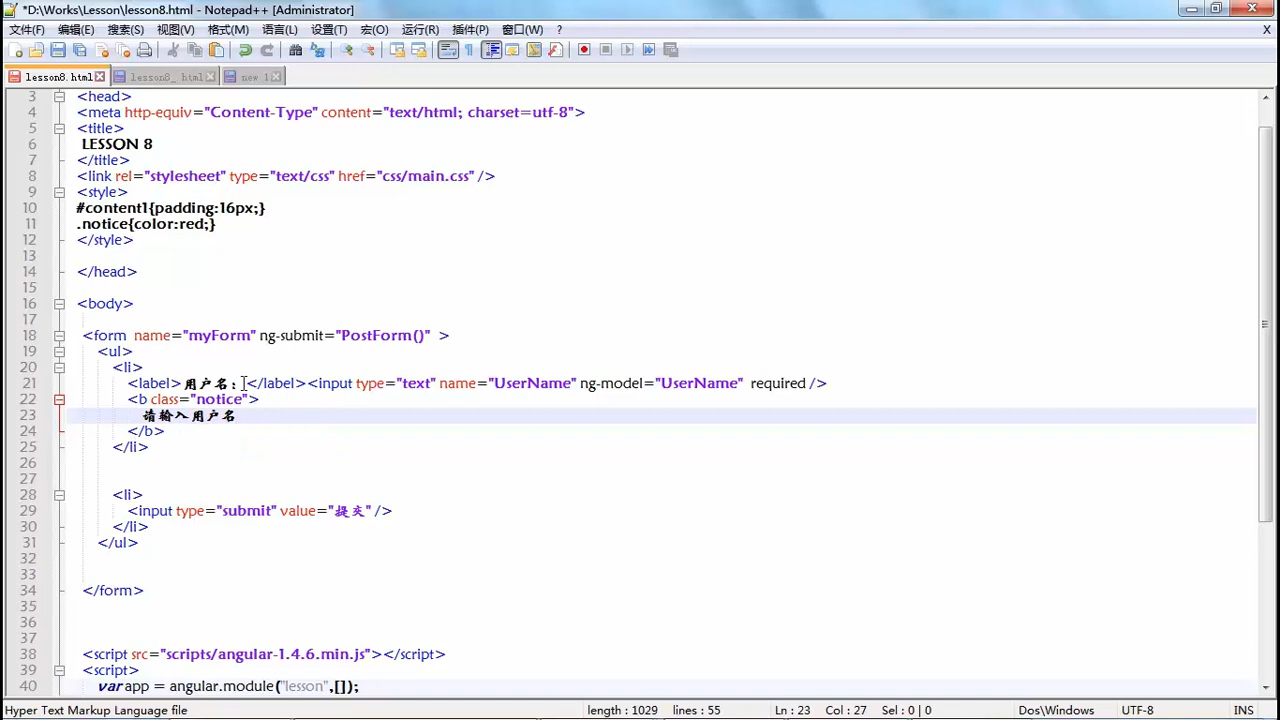 *D:\Works\Lesson\lesson8.html - Notepad++ [Administrator]
文件(F) 编辑(E) 搜索(S) 视图(V) 格式(M) 语言(L) 设置(T) 宏(O) 运行(R) 插件(P) 窗口(W) ? X
lesson8.html lesson8_ html new 1
3 <head>
4 <meta http-equiv="Content-Type" content="text/html; charset=utf-8">
5 <title>
6 LESSON 8
7 </title>
8 <link rel="stylesheet" type="text/css" href="css/main.css" />
9 <style>
10 #content1{padding:16px;}
11 .notice{color:red;}
12 </style>
13
14 </head>
15
16 <body>
17
18 <form name="myForm" ng-submit="PostForm()" >
19 <ul>
20 <li>
21 <label>用户名：</label><input type="text" name="UserName" ng-model="UserName" required />
22 <b class="notice">
23 请输入用户名
24 </b>
25 </li>
26
27
28 <li>
29 <input type="submit" value="提交" />
30 </li>
31 </ul>
32
33
34 </form>
35
36
37
38 <script src="scripts/angular-1.4.6.min.js"></script>
39 <script>
40 var app = angular.module("lesson",[]);
Hyper Text Markup Language file length : 1029 lines : 55 Ln : 23 Col : 27 Sel : 0 | 0 Dos\Windows UTF-8 INS